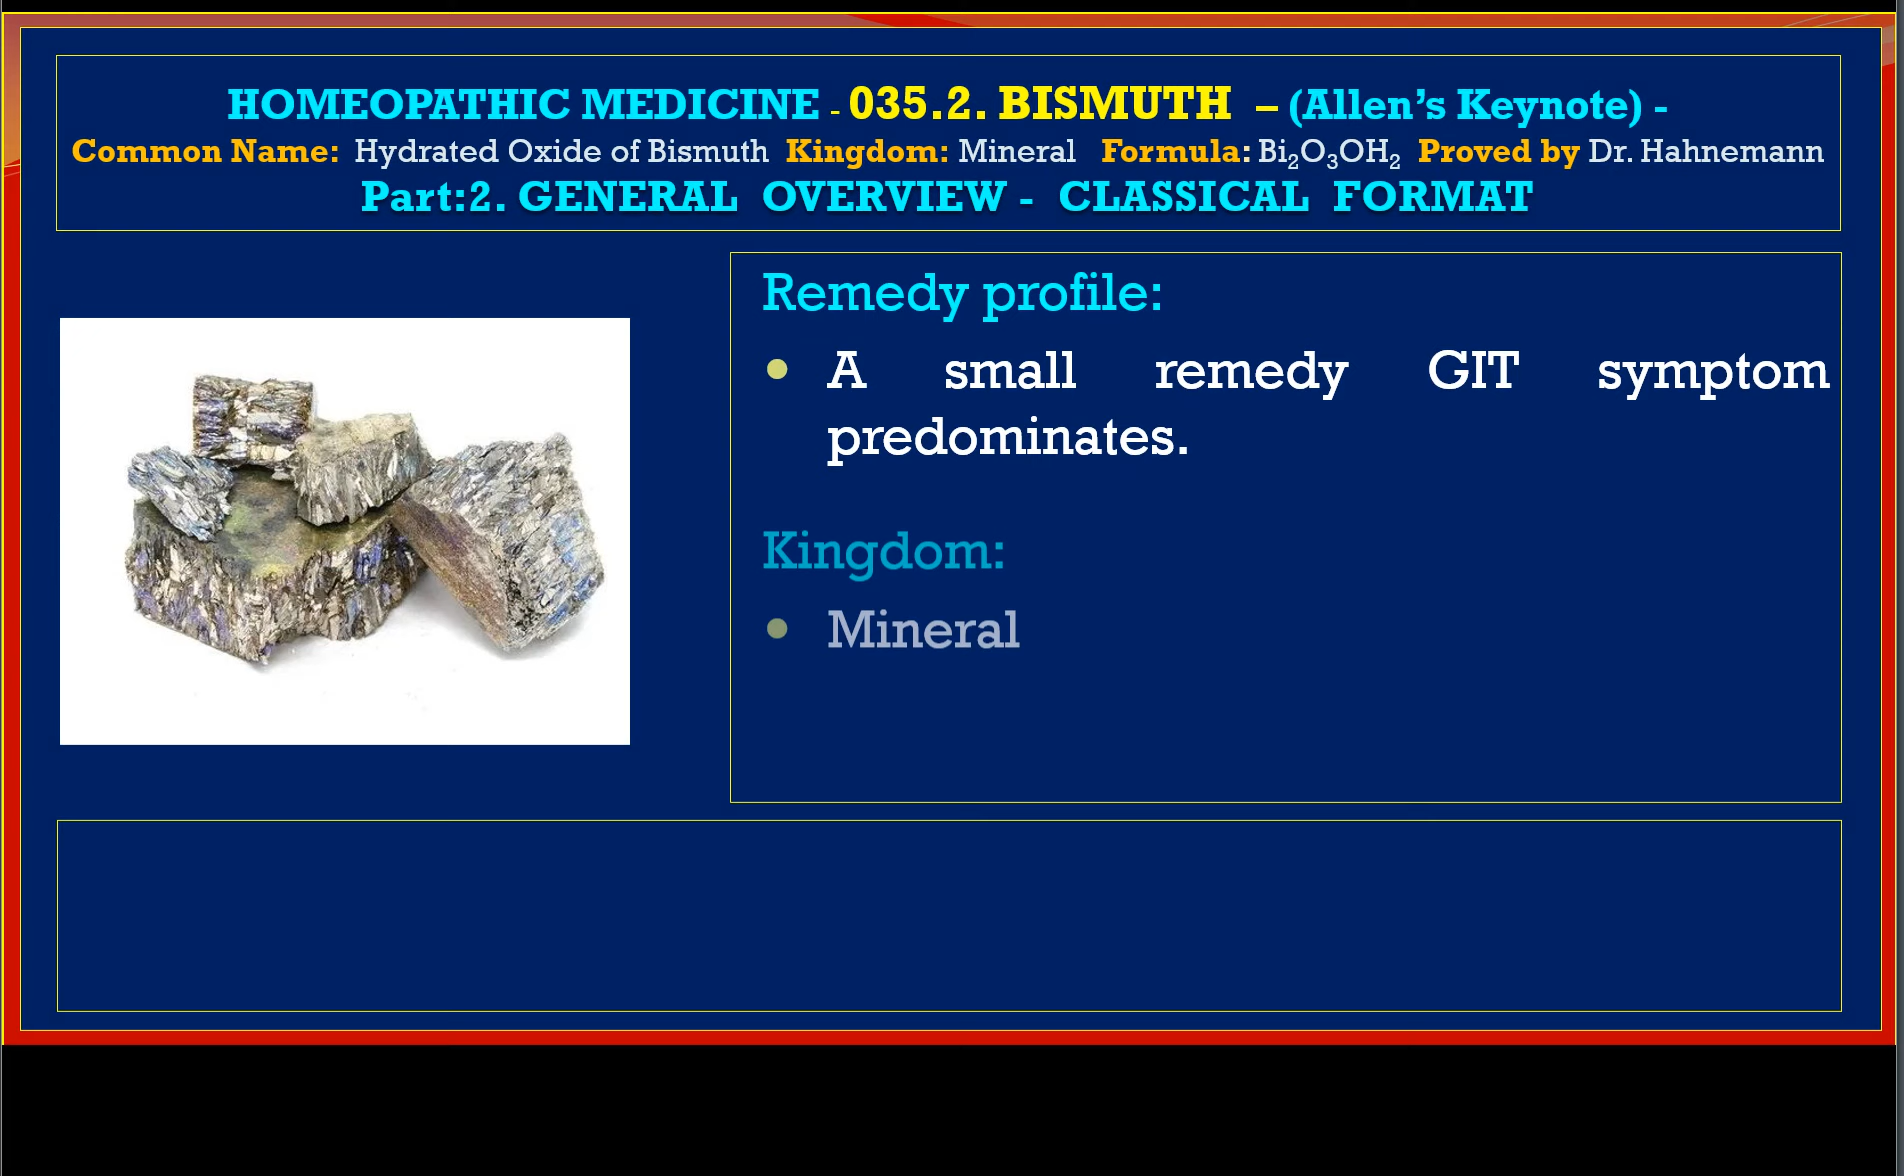 HOMEOPATHIC MEDICINE - 035.2. BISMUTH – (Allen’s Keynote) -
Common Name: Hydrated Oxide of Bismuth Kingdom: Mineral Formula: Bi₂O₃OH₂ Proved by Dr. Hahnemann
Part:2. GENERAL OVERVIEW - CLASSICAL FORMAT
Remedy profile:
• A small remedy GIT symptom
predominates.
Kingdom:
• Mineral